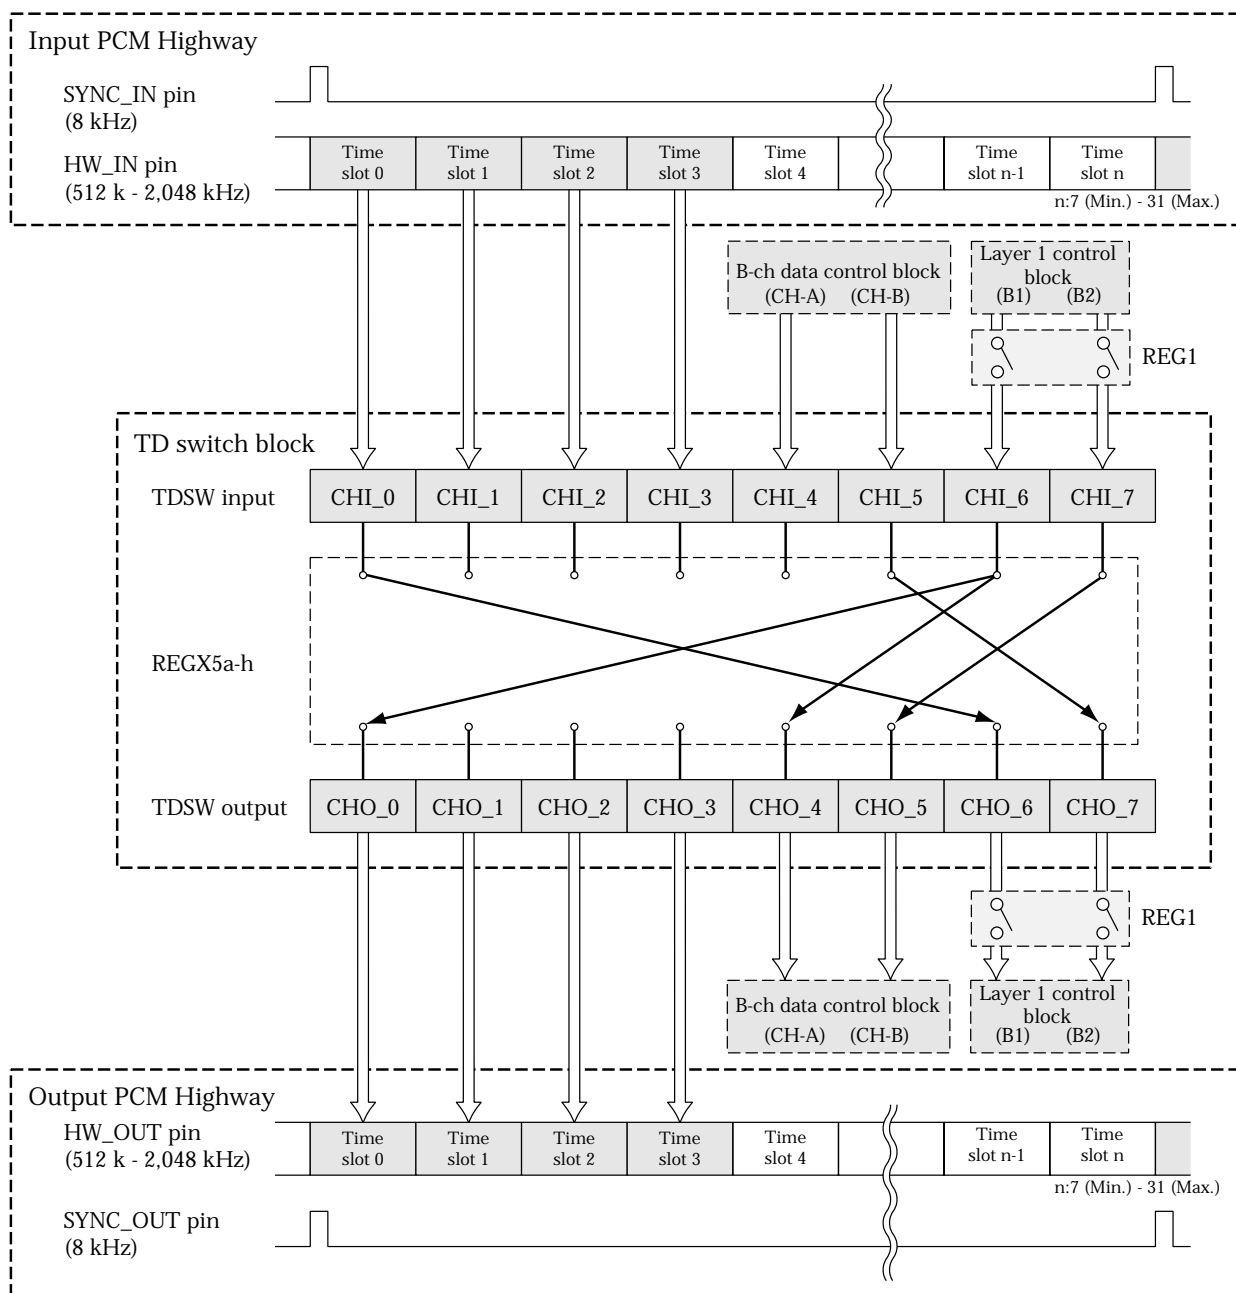 Input PCM Highway
SYNC_IN pin
(8 kHz)
HW_IN pin
(512 k - 2,048 kHz)
Time slot 0
Time slot 1
Time slot 2
Time slot 3
Time slot 4
Time slot n-1
Time slot n
n:7 (Min.) - 31 (Max.)
B-ch data control block
(CH-A) (CH-B)
Layer 1 control
block
(B1) (B2)
REG1
TD switch block
TDSW input
CHI_0 CHI_1 CHI_2 CHI_3 CHI_4 CHI_5 CHI_6 CHI_7
REGX5a-h
TDSW output
CHO_0 CHO_1 CHO_2 CHO_3 CHO_4 CHO_5 CHO_6 CHO_7
REG1
B-ch data control block
(CH-A) (CH-B)
Layer 1 control
block
(B1) (B2)
Output PCM Highway
HW_OUT pin
(512 k - 2,048 kHz)
Time slot 0
Time slot 1
Time slot 2
Time slot 3
Time slot 4
Time slot n-1
Time slot n
n:7 (Min.) - 31 (Max.)
SYNC_OUT pin
(8 kHz)